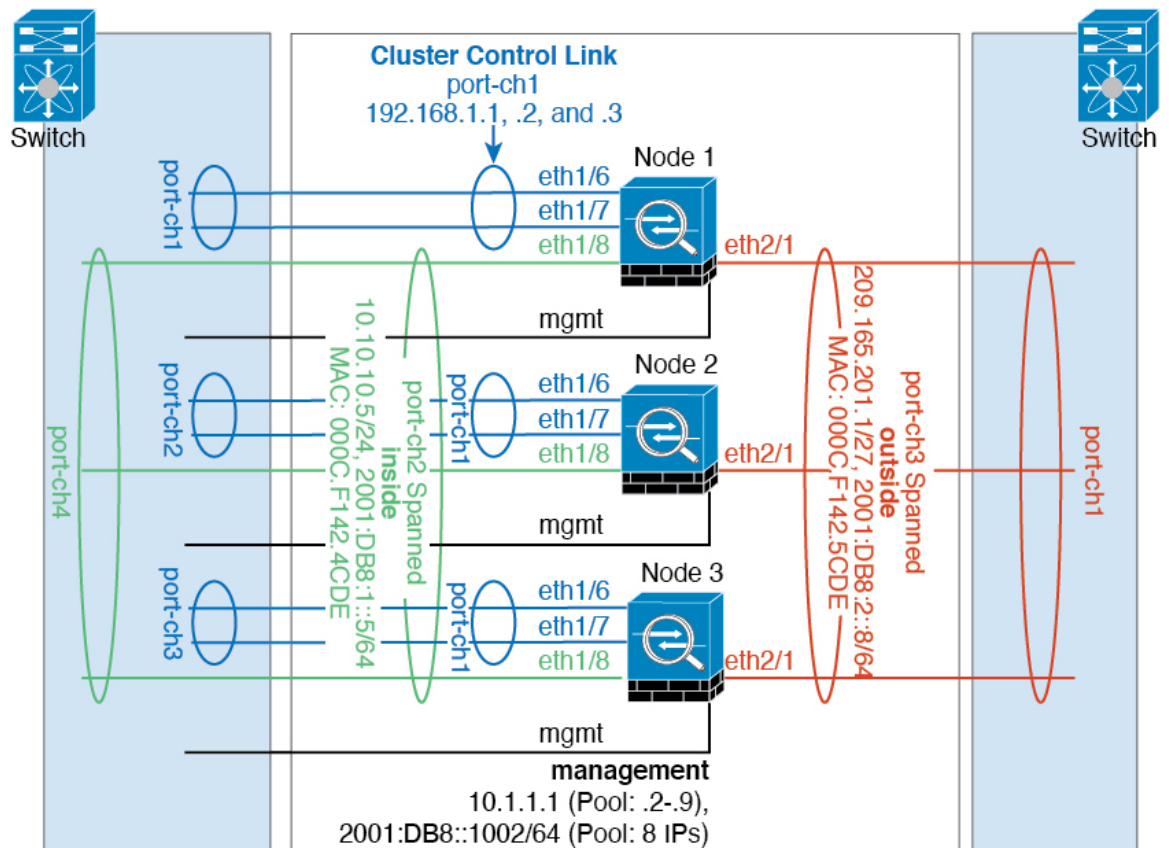 Switch
Switch
Cluster Control Link
port-ch1
192.168.1.1, .2, and .3
Node 1
port-ch1
eth1/6
eth1/7
eth1/8
eth2/1
mgmt
Node 2
port-ch2
port-ch1
eth1/6
eth1/7
eth1/8
eth2/1
mgmt
Node 3
port-ch3
port-ch1
eth1/6
eth1/7
eth1/8
eth2/1
mgmt
port-ch4
port-ch2 Spanned
inside
10.10.10.5/24, 2001:DB8:1::5/64
MAC: 000C.F142.4CDE
port-ch3 Spanned
outside
209.165.201.1/27, 2001:DB8:2::8/64
MAC: 000C.F142.5CDE
port-ch1
management
10.1.1.1 (Pool: .2-.9),
2001:DB8::1002/64 (Pool: 8 IPs)